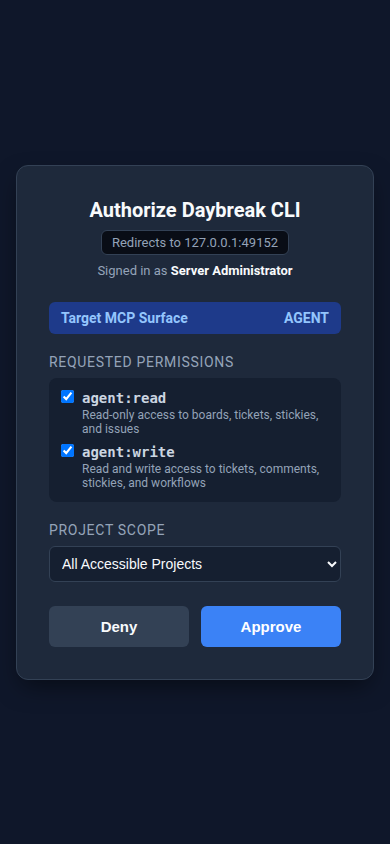 Authorize Daybreak CLI
Redirects to 127.0.0.1:49152
Signed in as Server Administrator
Target MCP Surface AGENT
REQUESTED PERMISSIONS
agent:read
Read-only access to boards, tickets, stickies,
and issues
agent:write
Read and write access to tickets, comments,
stickies, and workflows
PROJECT SCOPE
All Accessible Projects
Deny Approve